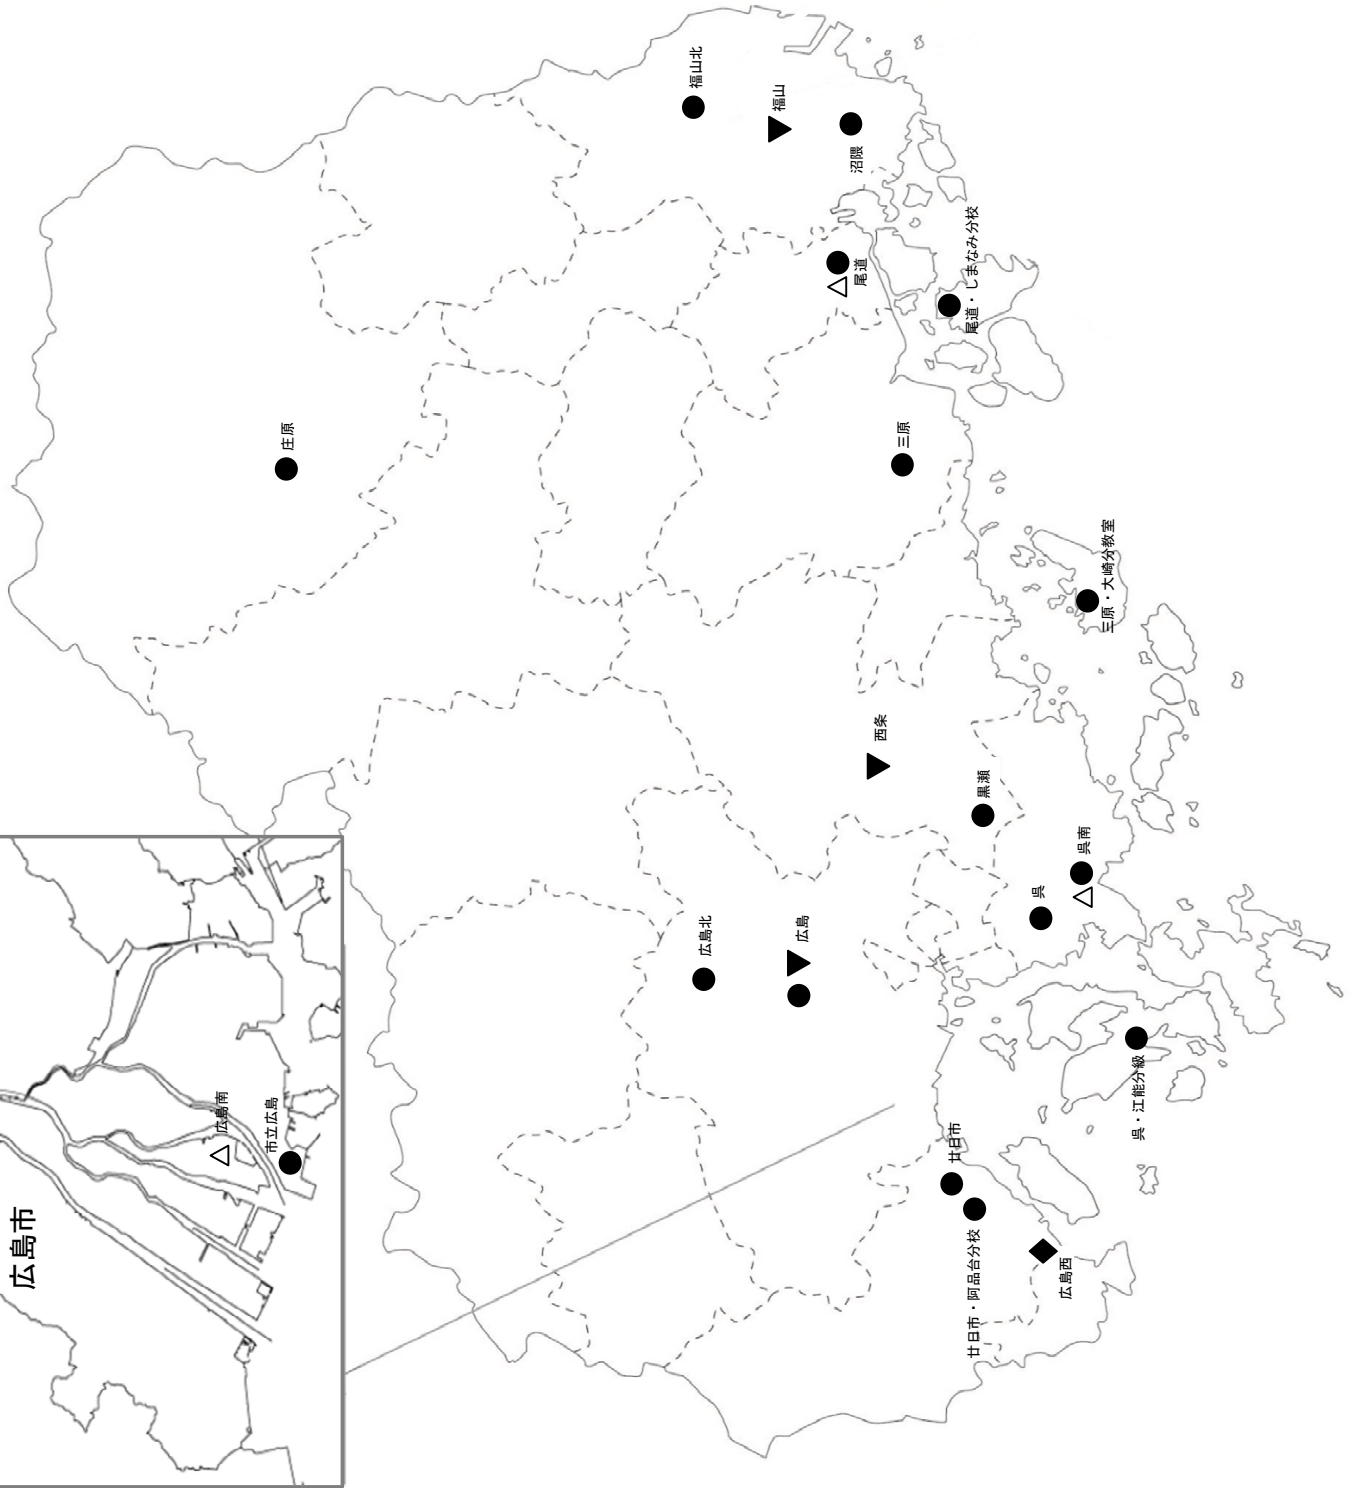 広島市
広島南
市立広島
庄原
福山北
福山
沼隈
尾道
尾道・しまなみ分校
三原
三原・大崎分教室
西条
黒瀬
呉南
呉
広島北
広島
呉・江能分級
廿日市
廿日市・阿品台分校
広島西